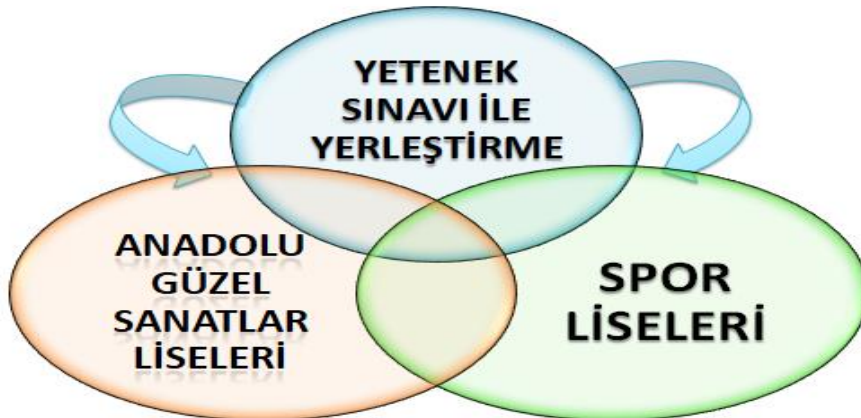 YETENEK
SINAVI İLE
YERLEŞTİRME
ANADOLU
GÜZEL
SANATLAR
LİSELERİ
SPOR
LİSELERİ